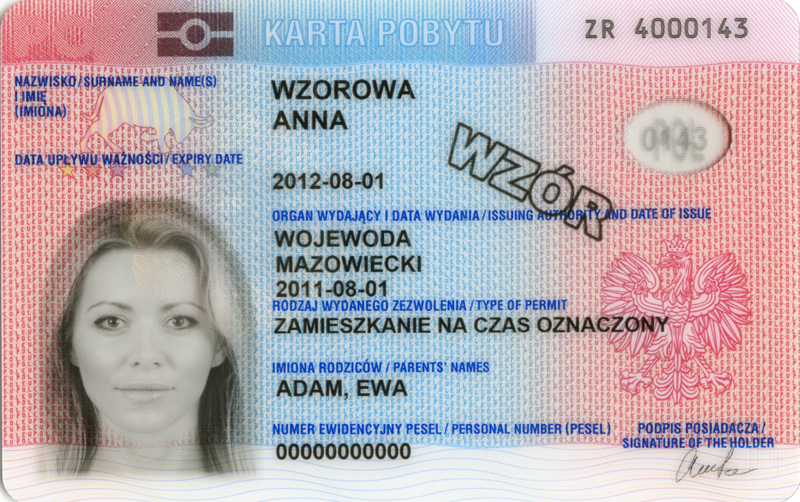 KARTA POBYTU
ZR 4000143
NAZWISKO/SURNAME AND NAME(S)
I IMIĘ
(IMIONA)
WZOROWA
ANNA
0143
DATA UPŁYWU WAŻNOŚCI/EXPIRY DATE
2012-08-01
WZÓR
ORGAN WYDAJĄCY I DATA WYDANIA/ISSUING AUTHORITY AND DATE OF ISSUE
WOJEWODA
MAZOWIECKI
2011-08-01
RODZAJ WYDANEGO ZEZWOLENIA / TYPE OF PERMIT
ZAMIESZKANIE NA CZAS OZNACZONY
IMIONA RODZICÓW / PARENTS' NAMES
ADAM, EWA
NUMER EWIDENCYJNY PESEL / PERSONAL NUMBER (PESEL)
00000000000
PODPIS POSIADACZA /
SIGNATURE OF THE HOLDER